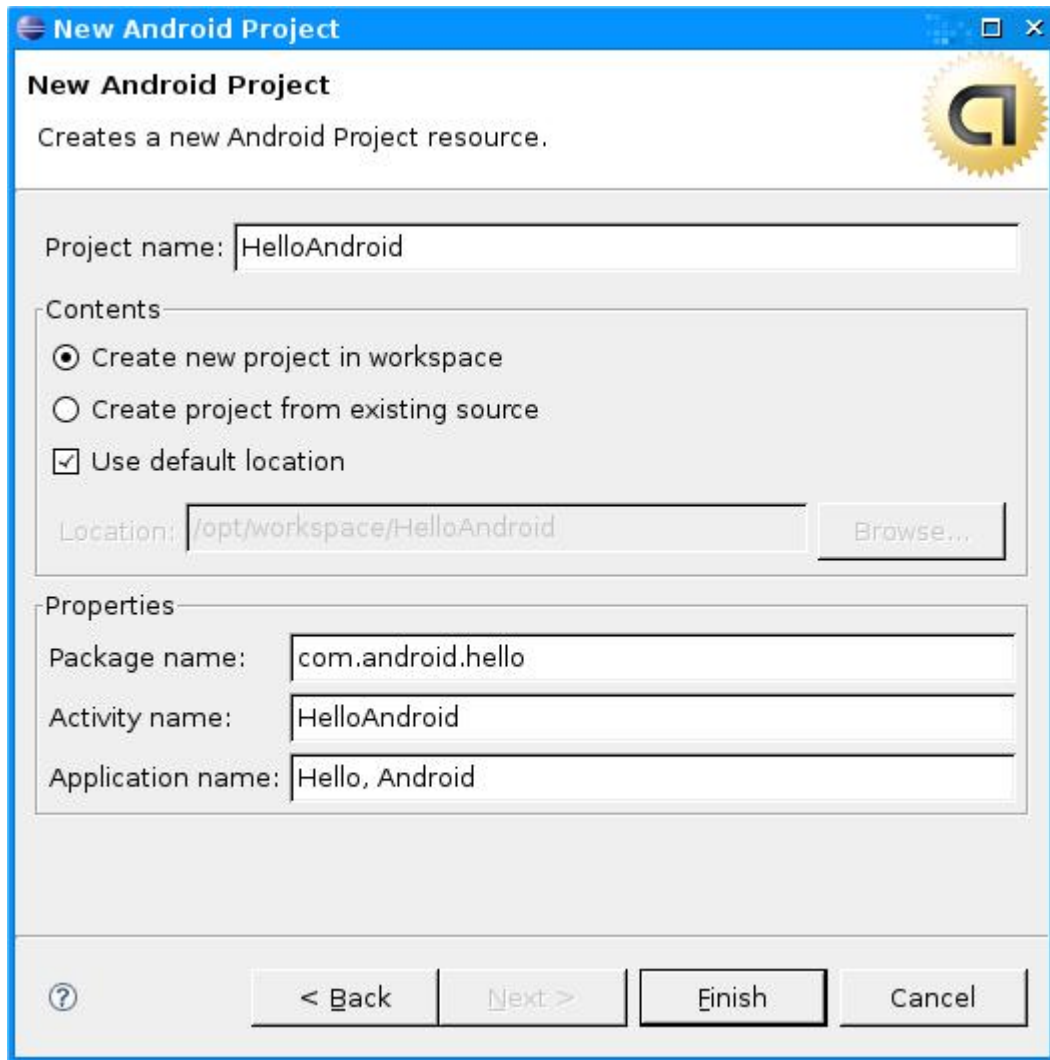 New Android Project
New Android Project
Creates a new Android Project resource.
Project name: HelloAndroid
Contents
Create new project in workspace
Create project from existing source
Use default location
Location: /opt/workspace/HelloAndroid Browse...
Properties
Package name: com.android.hello
Activity name: HelloAndroid
Application name: Hello, Android
? < Back Next > Finish Cancel